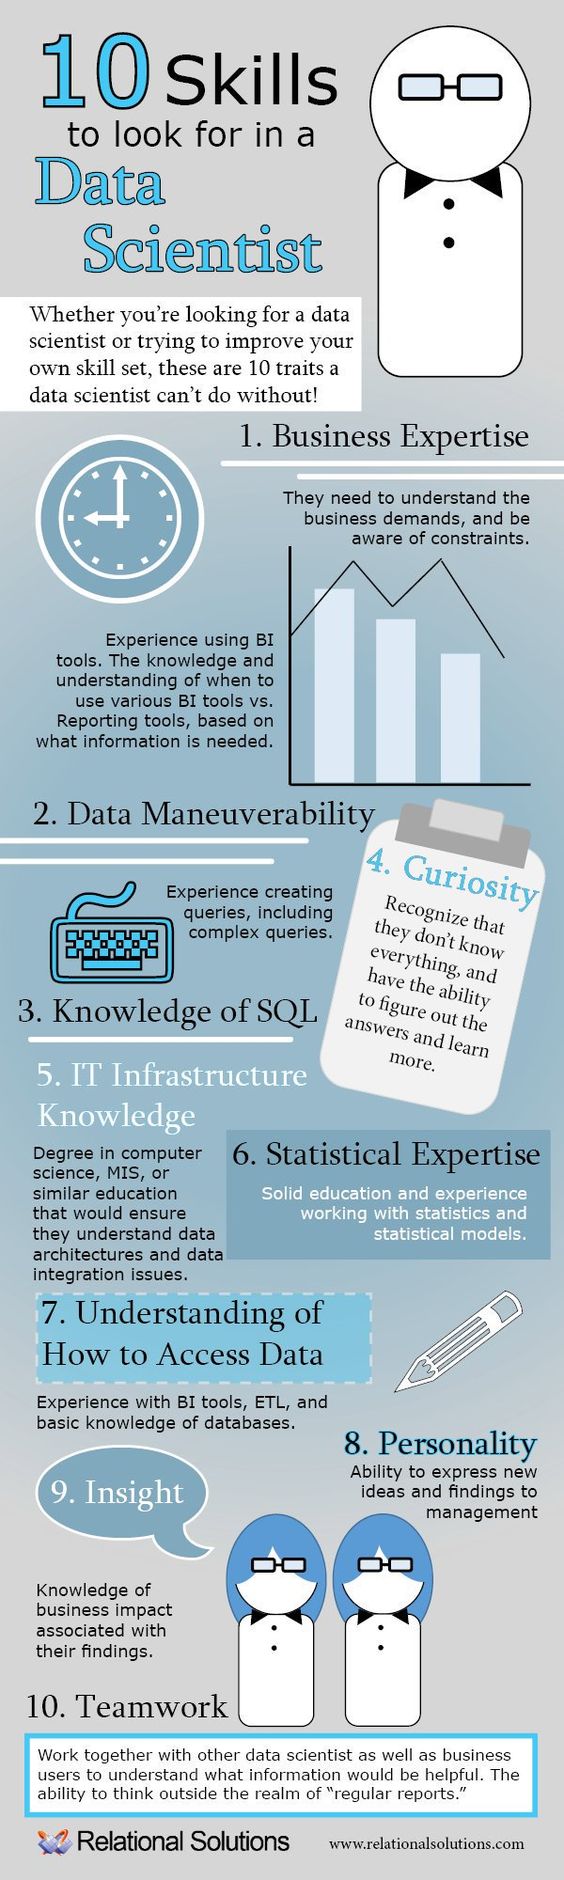 10 Skills
to look for in a
Data
Scientist
Whether you're looking for a data
scientist or trying to improve your
own skill set, these are 10 traits a
data scientist can't do without!
1. Business Expertise
They need to understand the
business demands, and be
aware of constraints.
Experience using BI
tools. The knowledge and
understanding of when to
use various BI tools vs.
Reporting tools, based on
what information is needed.
2. Data Maneuverability
Experience creating
queries, including
complex queries.
3. Knowledge of SQL
4. Curiosity
Recognize that
they don't know
everything, and
have the ability
to figure out the
answers and learn
more.
5. IT Infrastructure
Knowledge
Degree in computer
science, MIS, or
similar education
that would ensure
they understand data
architectures and data
integration issues.
6. Statistical Expertise
Solid education and experience
working with statistics and
statistical models.
7. Understanding of
How to Access Data
Experience with BI tools, ETL, and
basic knowledge of databases.
8. Personality
Ability to express new
ideas and findings to
management
9. Insight
Knowledge of
business impact
associated with
their findings.
10. Teamwork
Work together with other data scientist as well as business
users to understand what information would be helpful. The
ability to think outside the realm of "regular reports."
Relational Solutions
www.relationalsolutions.com